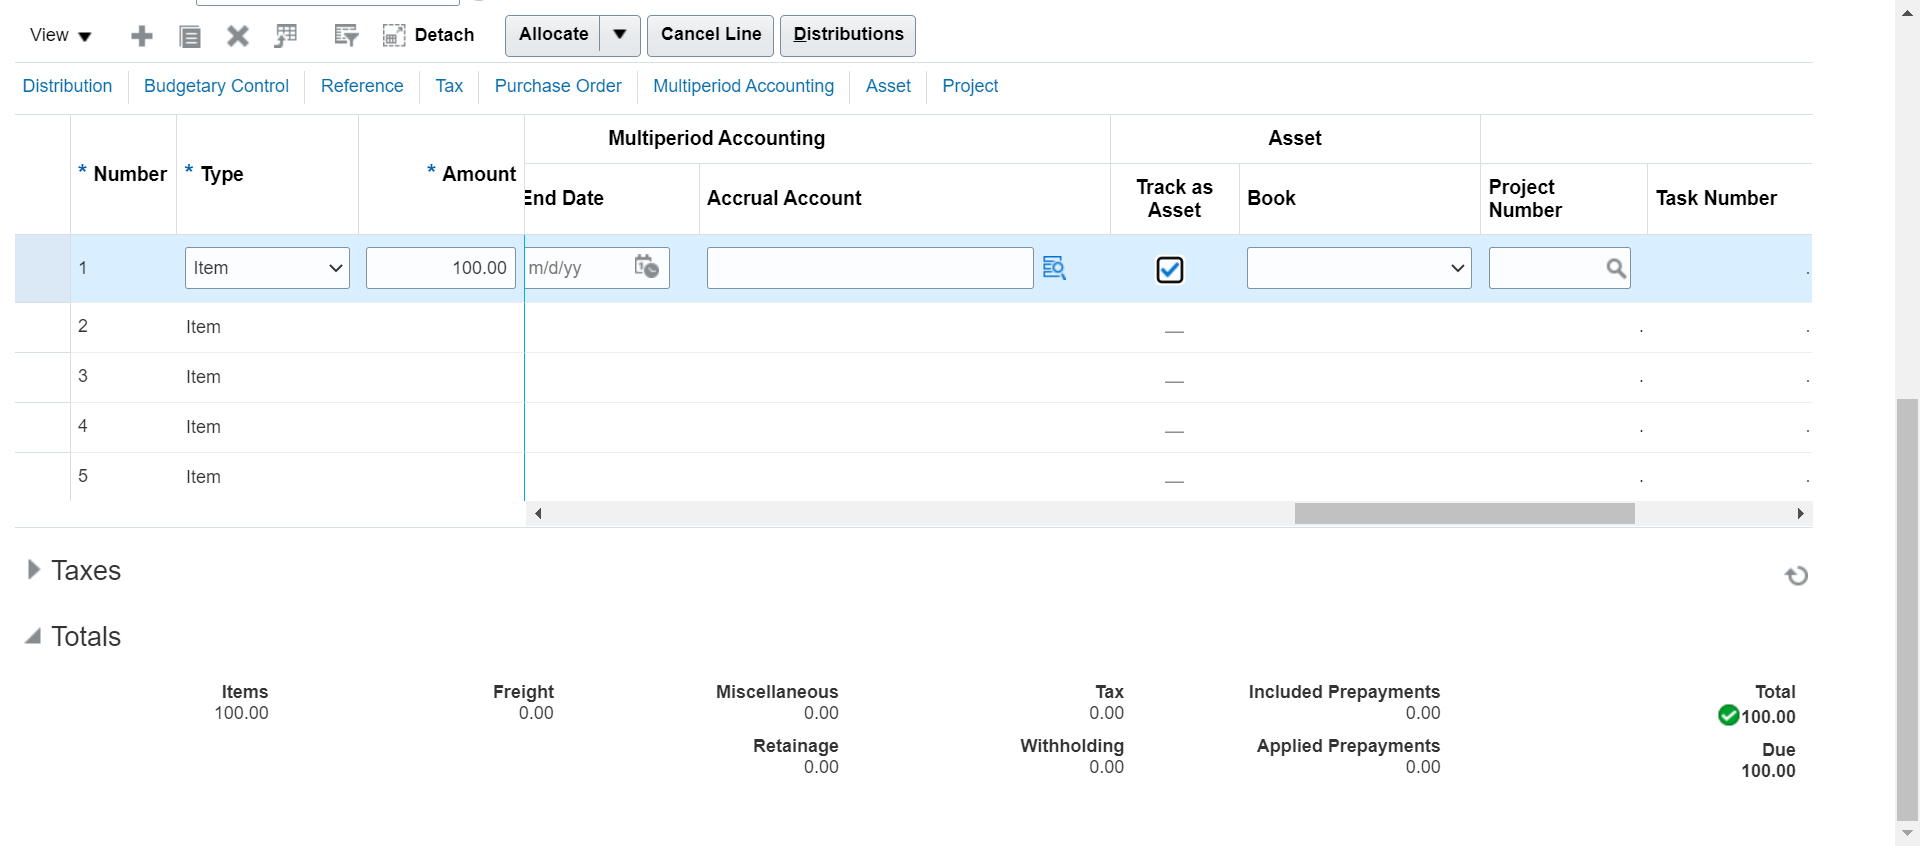 View Detach Allocate Cancel Line Distributions
Distribution Budgetary Control Reference Tax Purchase Order Multiperiod Accounting Asset Project
Multiperiod Accounting Asset
* Number * Type * Amount End Date Accrual Account Track as Asset Book Project Number Task Number
1 Item 100.00 m/d/yy
2 Item
3 Item
4 Item
5 Item
Taxes
Totals
Items Freight Miscellaneous Tax Included Prepayments Total
100.00 0.00 0.00 0.00 0.00 100.00
Retainage Withholding Applied Prepayments Due
0.00 0.00 0.00 100.00